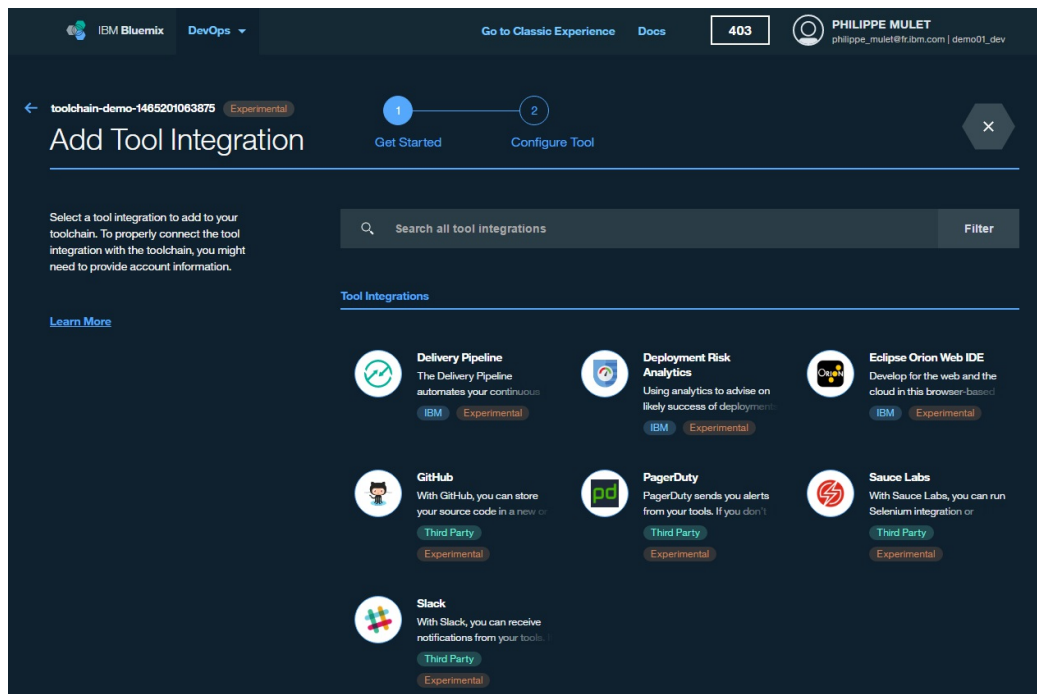 IBM Bluemix DevOps Go to Classic Experience Docs 403 PHILIPPE MULET
philippe_mulet@fr.ibm.com | demo01_dev
toolchain-demo-1465201063875 Experimental
Add Tool Integration
1 2
Get Started Configure Tool
Select a tool integration to add to your
toolchain. To properly connect the tool
integration with the toolchain, you might
need to provide account information.
Learn More
Search all tool integrations Filter
Tool Integrations
Delivery Pipeline
The Delivery Pipeline
automates your continuous
IBM Experimental
Deployment Risk
Analytics
Using analytics to advise on
likely success of deployments
IBM Experimental
ORION
Eclipse Orion Web IDE
Develop for the web and the
cloud in this browser-based
IBM Experimental
GitHub
With GitHub, you can store
your source code in a new or
Third Party
Experimental
pd
PagerDuty
PagerDuty sends you alerts
from your tools. If you don't
Third Party
Experimental
Sauce Labs
With Sauce Labs, you can run
Selenium integration or
Third Party
Experimental
Slack
With Slack, you can receive
notifications from your tools.
Third Party
Experimental